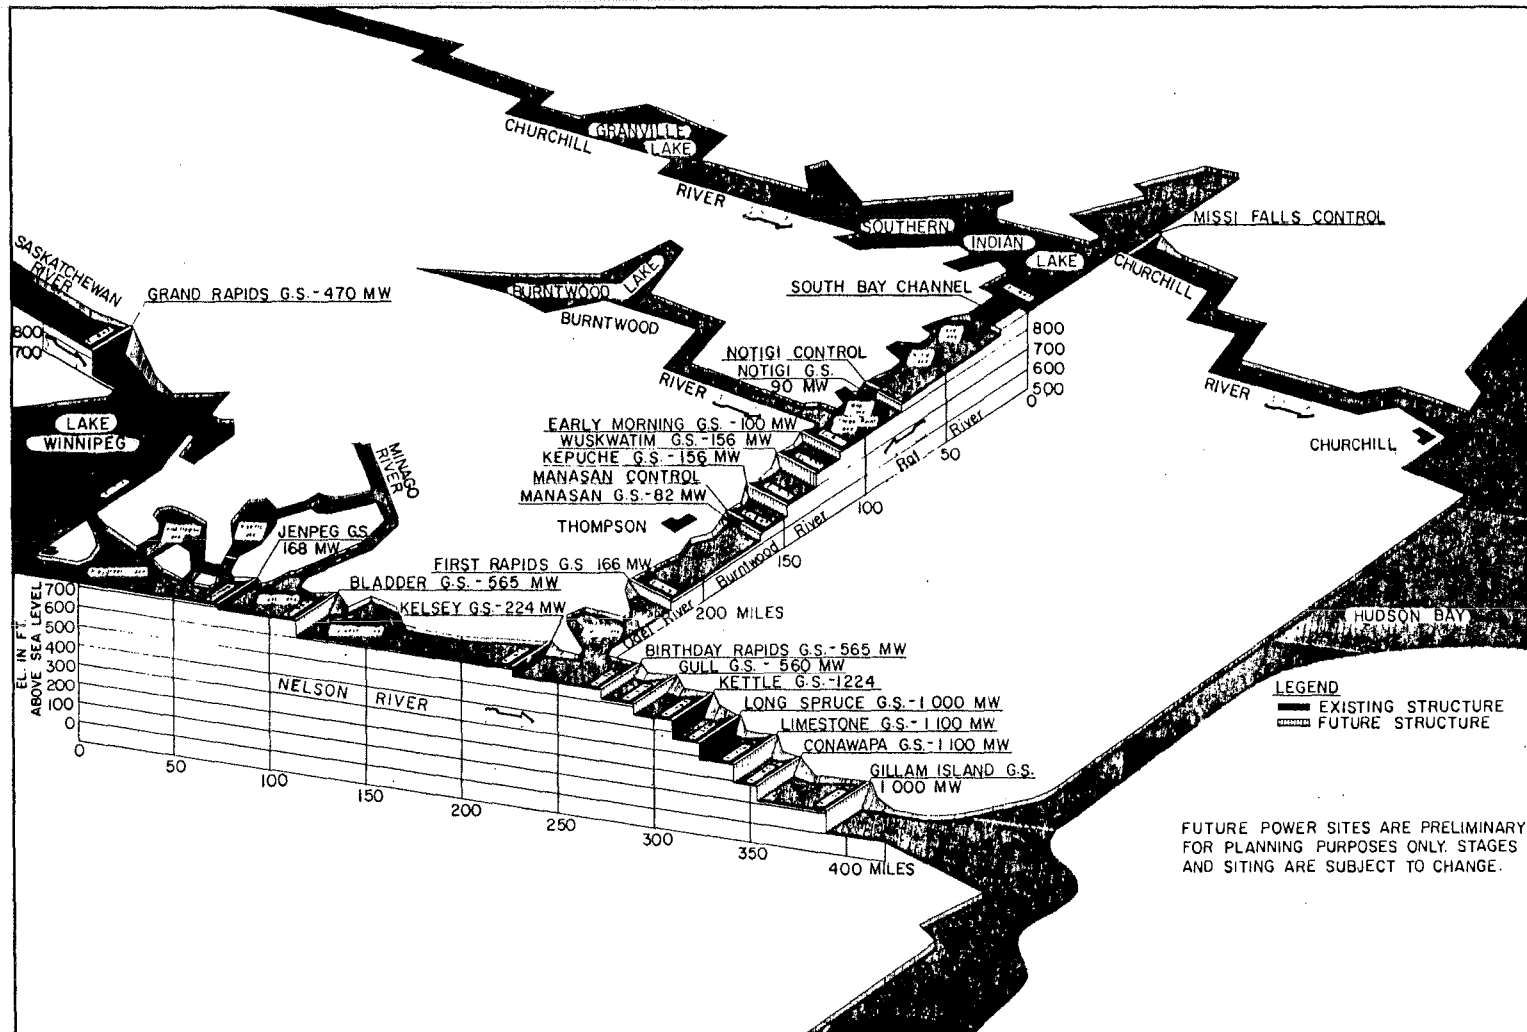 CHURCHILL
GRANVILLE
LAKE
RIVER
SOUTHERN
INDIAN
LAKE
MISSI FALLS CONTROL
CHURCHILL
RIVER
CHURCHILL
SASKATCHEWAN
RIVER
GRAND RAPIDS G.S.-470 MW
800
700
LAKE
WINNIPEG
BURNTWOOD
LAKE
BURNTWOOD
RIVER
SOUTH BAY CHANNEL
NOTIGI CONTROL
NOTIGI G.S.
90 MW
800
700
600
500
0
EARLY MORNING G.S. -100 MW
WUSKWATIM G.S.-156 MW
KEPUCHE G.S.-156 MW
MANASAN CONTROL
MANASAN G.S.-82 MW
THOMPSON
FIRST RAPIDS G.S 166 MW
Rat River
50
100
Burntwood River
150
200 MILES
MINAGO
RIVER
JENPEG G.S.
168 MW
BLADDER G.S.- 565 MW
KELSEY G.S.-224 MW
BIRTHDAY RAPIDS G.S.-565 MW
GULL G.S. - 560 MW
KETTLE G.S.-1224
LONG SPRUCE G.S.-1 000 MW
LIMESTONE G.S.-1 100 MW
CONAWAPA G.S.-1 100 MW
GILLAM ISLAND G.S.
1 000 MW
EL. IN FT.
ABOVE SEA LEVEL
700
600
500
400
300
200
100
0
NELSON RIVER
0
50
100
150
200
250
300
350
400 MILES
HUDSON BAY
LEGEND
EXISTING STRUCTURE
FUTURE STRUCTURE
FUTURE POWER SITES ARE PRELIMINARY
FOR PLANNING PURPOSES ONLY. STAGES
AND SITING ARE SUBJECT TO CHANGE.